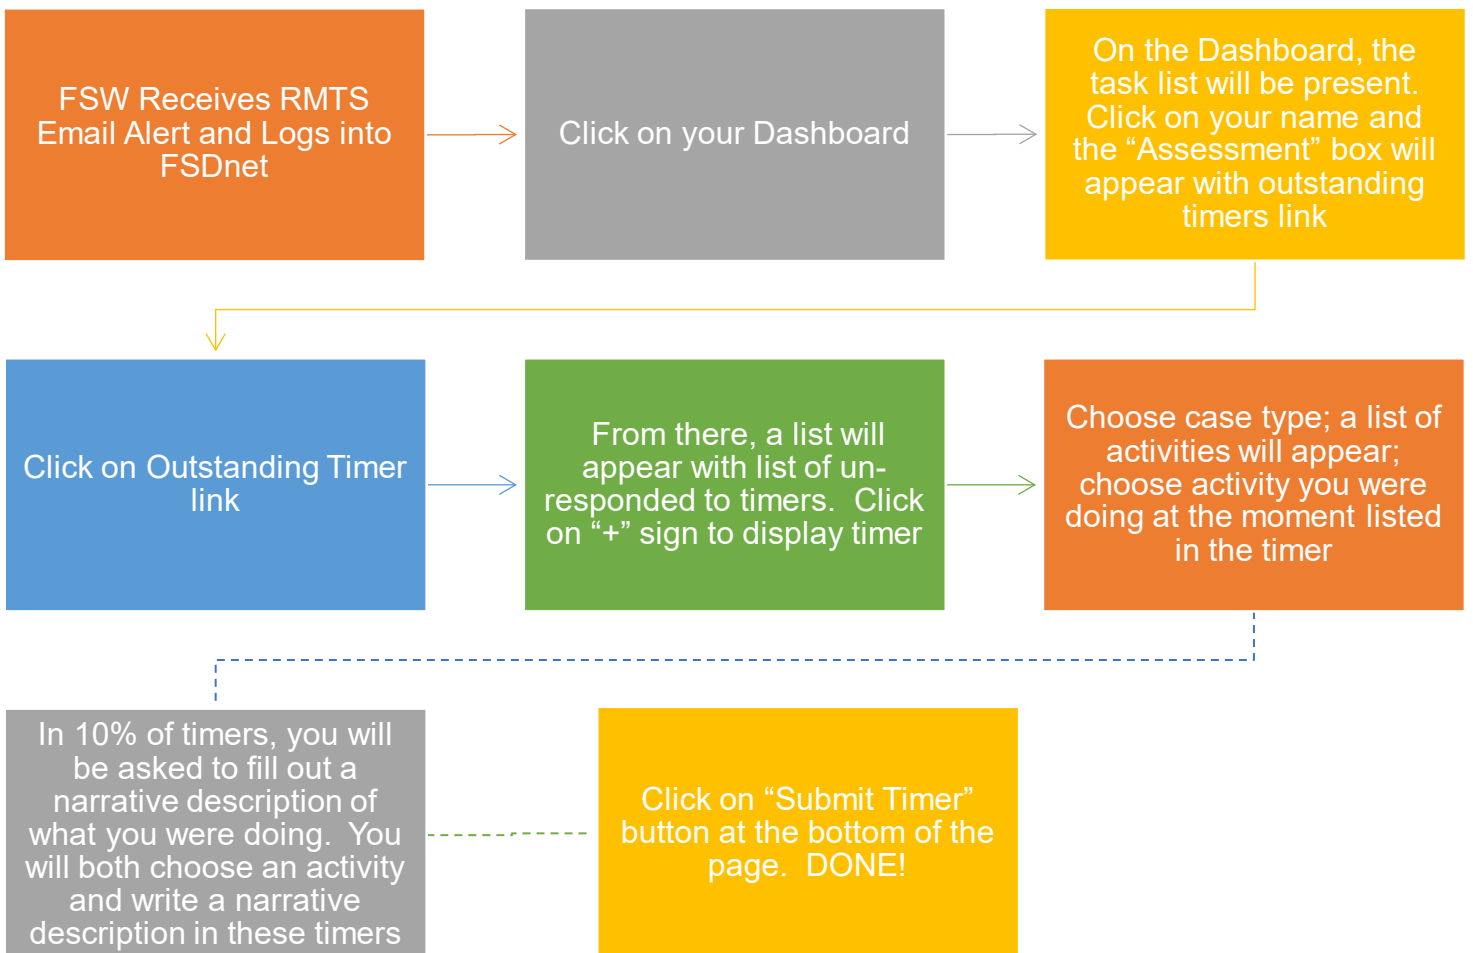 FSW Receives RMTS
Email Alert and Logs into
FSDnet
Click on your Dashboard
On the Dashboard, the
task list will be present.
Click on your name and
the “Assessment” box will
appear with outstanding
timers link
Click on Outstanding Timer
link
From there, a list will
appear with list of un-
responded to timers.  Click
on “+” sign to display timer
Choose case type; a list of
activities will appear;
choose activity you were
doing at the moment listed
in the timer
In 10% of timers, you will
be asked to fill out a
narrative description of
what you were doing.  You
will both choose an activity
and write a narrative
description in these timers
Click on “Submit Timer”
button at the bottom of the
page.  DONE!